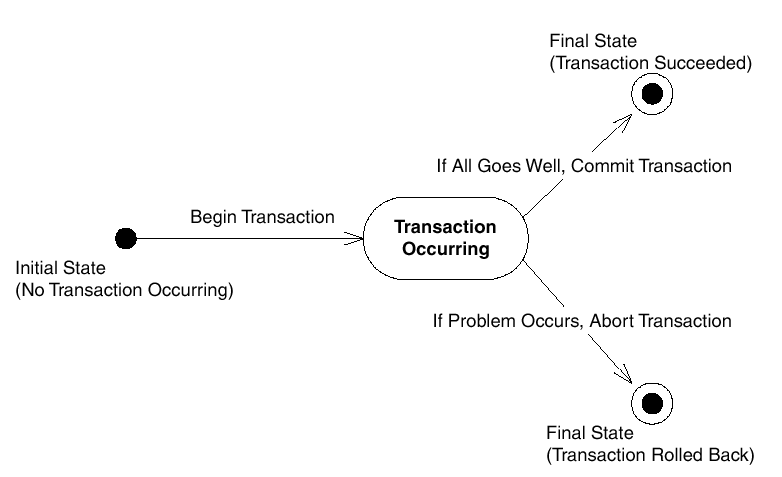 Final State
(Transaction Succeeded)
If All Goes Well, Commit Transaction
Begin Transaction
Transaction
Occurring
Initial State
(No Transaction Occurring)
If Problem Occurs, Abort Transaction
Final State
(Transaction Rolled Back)